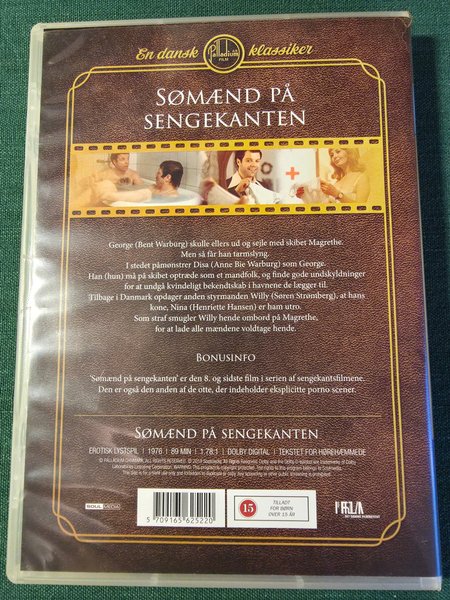 En dansk Palladium FILM klassiker
SØMÆND PÅ
SENGEKANTEN
George (Bent Warburg) skulle ellers ud og sejle med skibet Magrethe.
Men så får han tarmslyng.
I stedet påmønstrer Disa (Anne Bie Warburg) som George.
Han (hun) må på skibet optræde som et mandfolk, og finde gode undskyldninger
for at undgå kvindeligt bekendtskab i havnene de lægger til.
Tilbage i Danmark opdager anden styrmanden Willy (Søren Strømberg), at hans
kone, Nina (Henriette Hansen) er ham utro.
Som straf smugler Willy hende ombord på Magrethe,
for at lade alle mændene voldtage hende.
BONUSINFO
'Sømænd på sengekanten' er den 8. og sidste film i serien af sengekantsfilmene.
Den er også den anden af de otte, der indeholder eksplicitte porno scener.
SØMÆND PÅ SENGEKANTEN
EROTISK LYSTSPIL | 1976 | 89 MIN | 1.78:1 | DOLBY DIGITAL | TEKSTET FOR HØREHÆMMEDE
SOUL MEDIA
5 709165 625220
15
TILLADT
FOR BØRN
OVER 15 ÅR